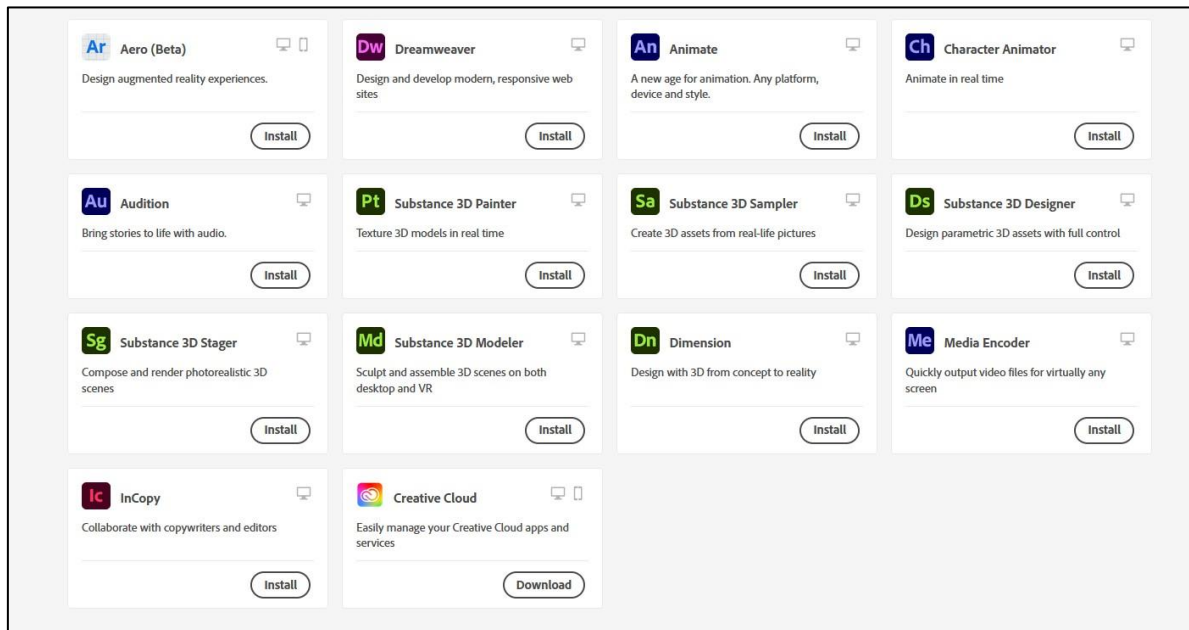 Ar Aero (Beta)
Design augmented reality experiences.
Install
Dw Dreamweaver
Design and develop modern, responsive web
sites
Install
An Animate
A new age for animation. Any platform,
device and style.
Install
Ch Character Animator
Animate in real time
Install
Au Audition
Bring stories to life with audio.
Install
Pt Substance 3D Painter
Texture 3D models in real time
Install
Sa Substance 3D Sampler
Create 3D assets from real-life pictures
Install
Ds Substance 3D Designer
Design parametric 3D assets with full control
Install
Sg Substance 3D Stager
Compose and render photorealistic 3D
scenes
Install
Md Substance 3D Modeler
Sculpt and assemble 3D scenes on both
desktop and VR
Install
Dn Dimension
Design with 3D from concept to reality
Install
Me Media Encoder
Quickly output video files for virtually any
screen
Install
Ic InCopy
Collaborate with copywriters and editors
Install
Creative Cloud
Easily manage your Creative Cloud apps and
services
Download